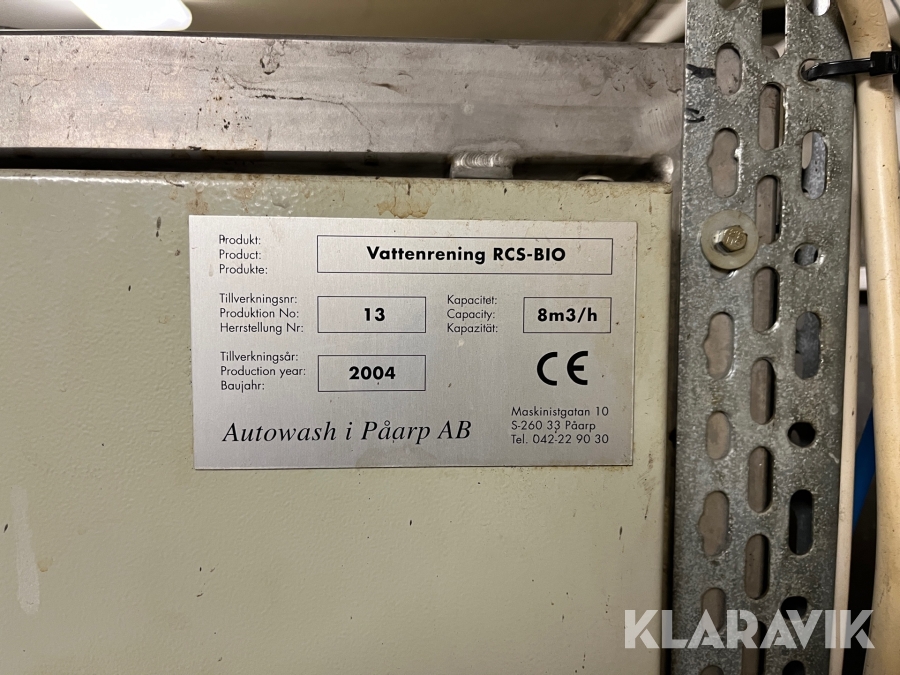 Produkt:
Product:
Produkte:
Vattenrening RCS-BIO
Tillverkningsnr:
Produktion No:
Herrstellung Nr:
13
Kapacitet:
Capacity:
Kapazität:
8m3/h
Tillverkningsår:
Production year:
Baujahr:
2004
CE
Autowash i Påarp AB
Maskinistgatan 10
S-260 33 Påarp
Tel. 042-22 90 30
KLARAVIK